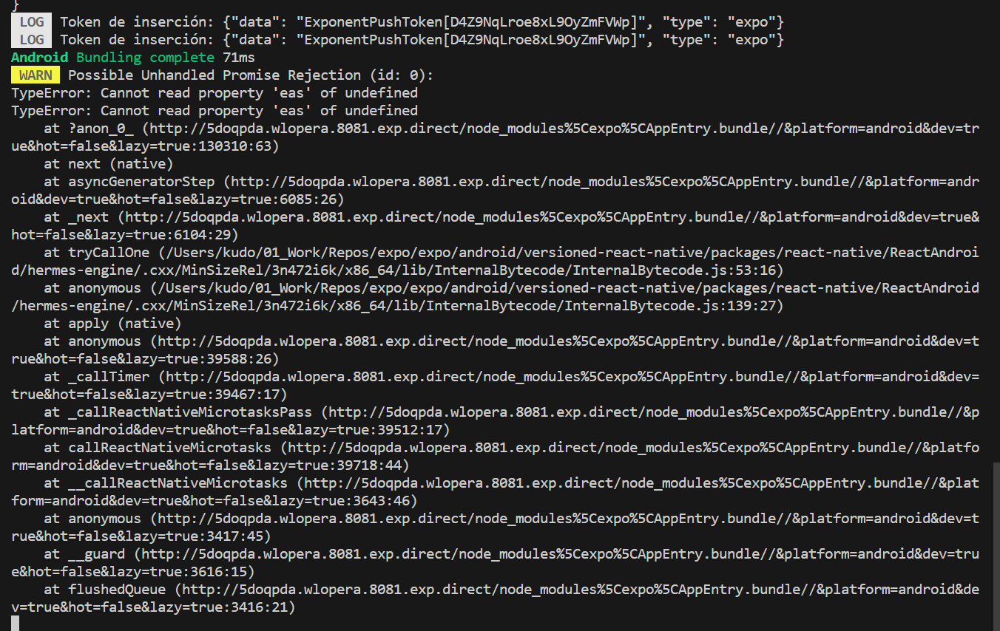 }
LOG  Token de inserción: {"data": "ExponentPushToken[D4Z9NqLroe8xL9OyZmFVWp]", "type": "expo"}
LOG  Token de inserción: {"data": "ExponentPushToken[D4Z9NqLroe8xL9OyZmFVWp]", "type": "expo"}
Android Bundling complete 71ms
WARN  Possible Unhandled Promise Rejection (id: 0):
TypeError: Cannot read property 'eas' of undefined
TypeError: Cannot read property 'eas' of undefined
    at ?anon_0_ (http://5doqpda.wlopera.8081.exp.direct/node_modules%5Cexpo%5CAppEntry.bundle//&platform=android&dev=tr
ue&hot=false&lazy=true:130310:63)
    at next (native)
    at asyncGeneratorStep (http://5doqpda.wlopera.8081.exp.direct/node_modules%5Cexpo%5CAppEntry.bundle//&platform=andr
oid&dev=true&hot=false&lazy=true:6085:26)
    at _next (http://5doqpda.wlopera.8081.exp.direct/node_modules%5Cexpo%5CAppEntry.bundle//&platform=android&dev=true&
hot=false&lazy=true:6104:29)
    at tryCallOne (/Users/kudo/01_Work/Repos/expo/expo/android/versioned-react-native/packages/react-native/ReactAndroi
d/hermes-engine/.cxx/MinSizeRel/3n472i6k/x86_64/lib/InternalBytecode/InternalBytecode.js:53:16)
    at anonymous (/Users/kudo/01_Work/Repos/expo/expo/android/versioned-react-native/packages/react-native/ReactAndroid
/hermes-engine/.cxx/MinSizeRel/3n472i6k/x86_64/lib/InternalBytecode/InternalBytecode.js:139:27)
    at apply (native)
    at anonymous (http://5doqpda.wlopera.8081.exp.direct/node_modules%5Cexpo%5CAppEntry.bundle//&platform=android&dev=t
rue&hot=false&lazy=true:39588:26)
    at _callTimer (http://5doqpda.wlopera.8081.exp.direct/node_modules%5Cexpo%5CAppEntry.bundle//&platform=android&dev=
true&hot=false&lazy=true:39467:17)
    at _callReactNativeMicrotasksPass (http://5doqpda.wlopera.8081.exp.direct/node_modules%5Cexpo%5CAppEntry.bundle//&p
latform=android&dev=true&hot=false&lazy=true:39512:17)
    at callReactNativeMicrotasks (http://5doqpda.wlopera.8081.exp.direct/node_modules%5Cexpo%5CAppEntry.bundle//&platfo
rm=android&dev=true&hot=false&lazy=true:39718:44)
    at __callReactNativeMicrotasks (http://5doqpda.wlopera.8081.exp.direct/node_modules%5Cexpo%5CAppEntry.bundle//&plat
form=android&dev=true&hot=false&lazy=true:3643:46)
    at anonymous (http://5doqpda.wlopera.8081.exp.direct/node_modules%5Cexpo%5CAppEntry.bundle//&platform=android&dev=t
rue&hot=false&lazy=true:3417:45)
    at __guard (http://5doqpda.wlopera.8081.exp.direct/node_modules%5Cexpo%5CAppEntry.bundle//&platform=android&dev=tru
e&hot=false&lazy=true:3616:15)
    at flushedQueue (http://5doqpda.wlopera.8081.exp.direct/node_modules%5Cexpo%5CAppEntry.bundle//&platform=android&de
v=true&hot=false&lazy=true:3416:21)